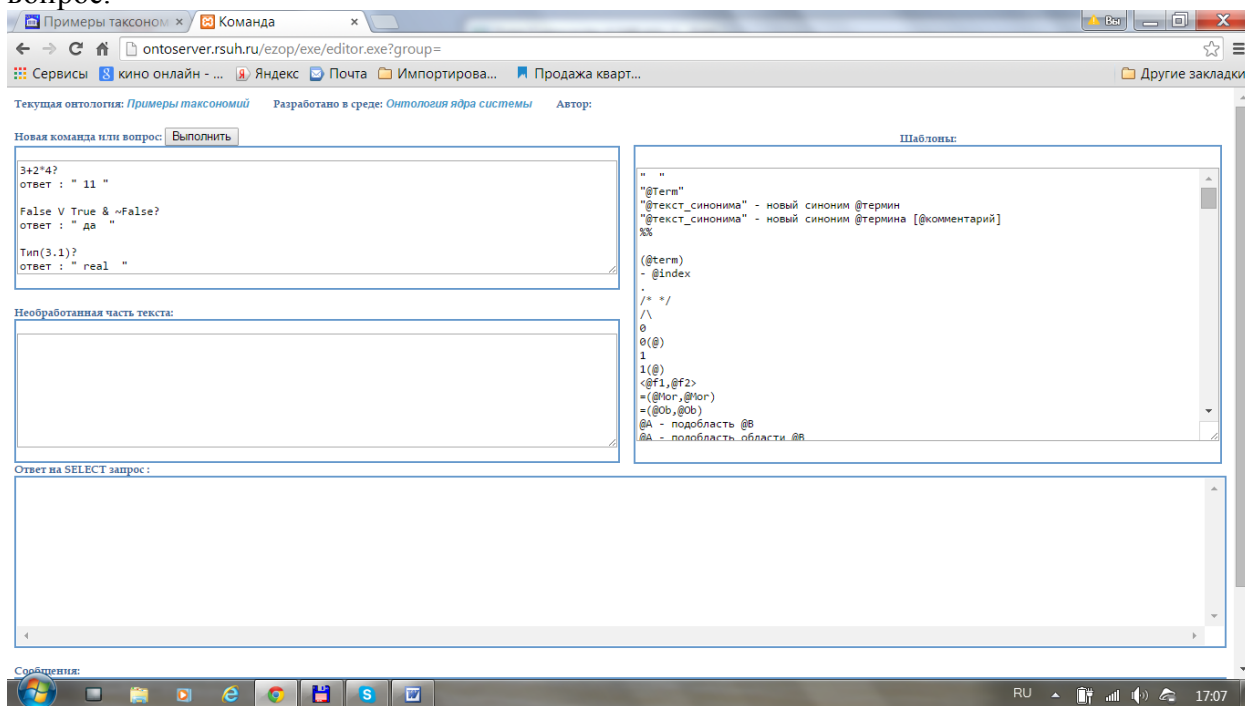 вопрос.
Примеры таксоном
Команда
Вы
ontoserver.rsuh.ru/ezop/exe/editor.exe?group=
Сервисы кино онлайн - ... Яндекс Почта Импортирова... Продажа кварт... Другие закладки
Текущая онтология: Примеры таксономий Разработано в среде: Онтология ядра системы Автор:
Новая команда или вопрос: Выполнить
3+2*4?
ответ : " 11 "
False V True & ~False?
ответ : " да  "
Тип(3.1)?
ответ : " real  "
Необработанная часть текста:
Шаблоны:
"  "
"@Term"
"@текст_синонима" - новый синоним @термин
"@текст_синонима" - новый синоним @термина [@комментарий]
%%
(@term)
- @index
.
/* */
/\
0
0(@)
1
1(@)
<@f1,@f2>
=(@Mor,@Mor)
=(@Ob,@Ob)
@A - подобласть @B
@A - подобласть области @B
Ответ на SELECT запрос :
Сообщения:
RU 17:07